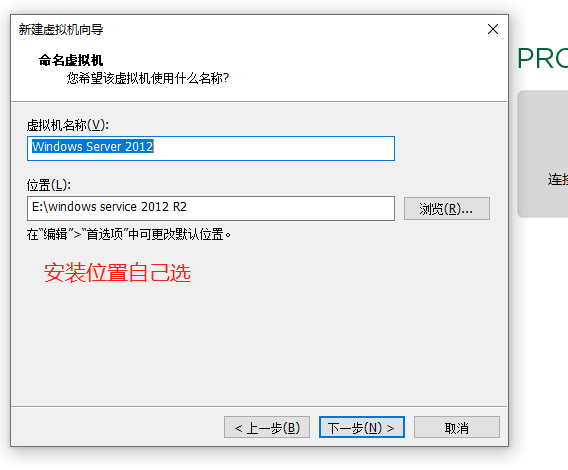 新建虚拟机向导
命名虚拟机
您希望该虚拟机使用什么名称?
虚拟机名称(V):
Windows Server 2012
位置(L):
E:\windows service 2012 R2
浏览(R)...
在"编辑">"首选项"中可更改默认位置。
安装位置自己选
< 上一步(B)
下一步(N) >
取消
PRO
连接